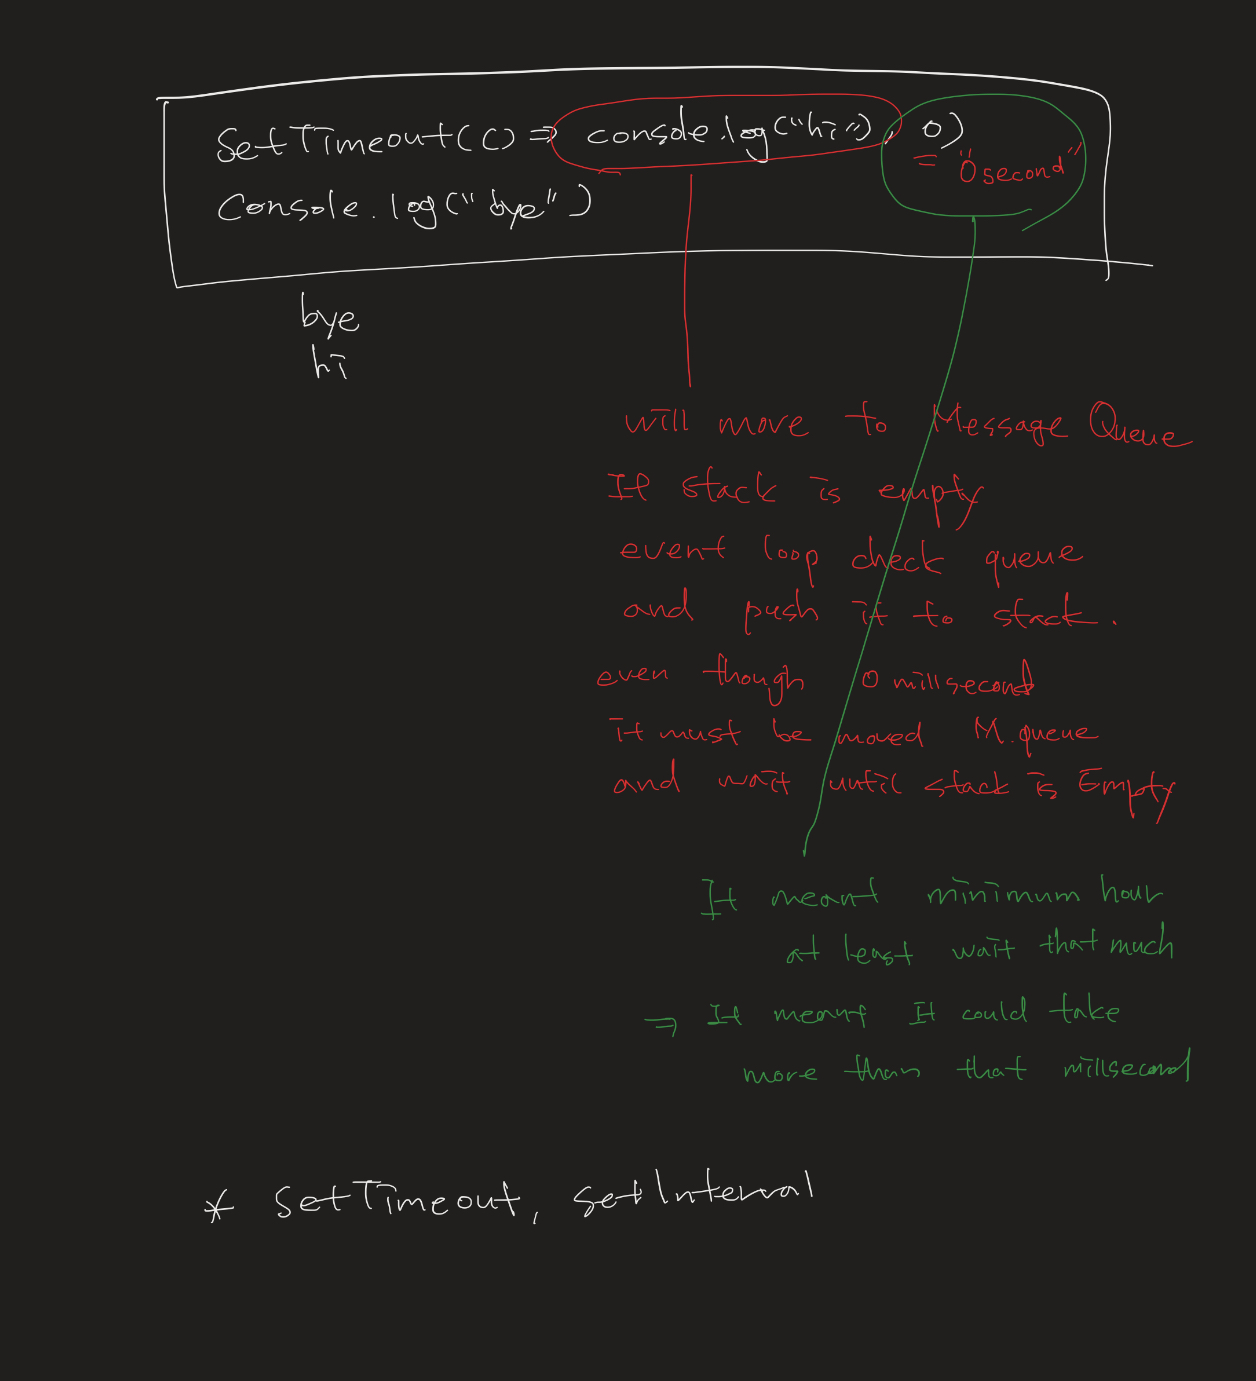 SetTimeout(() => console.log("hi"), 0)
= "0second"
Console.log("bye")
bye
hi
will move to Message Queue
If stack is empty
event loop check queue
and push it to stack.
even though 0 millsecond
it must be moved M.queue
and wait until stack is Empty
It meant minimum hour
at least wait that much
⇒ It meant It could take
more than that millsecond
* setTimeout, setInterval